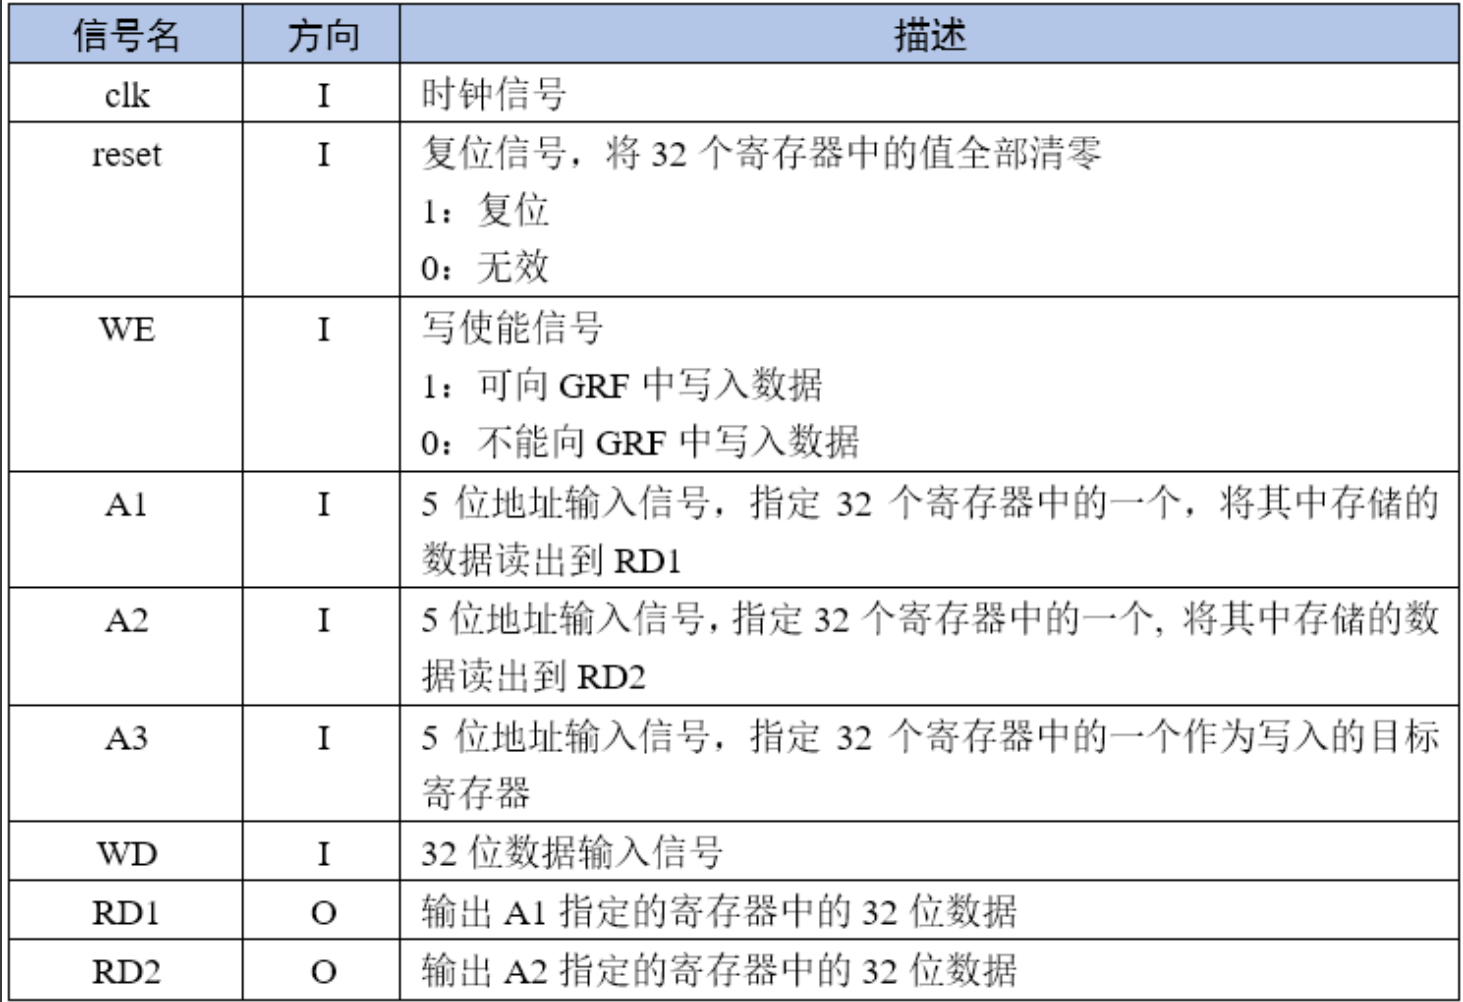 信号名 方向 描述
clk I 时钟信号
reset I 复位信号，将 32 个寄存器中的值全部清零
1：复位
0：无效
WE I 写使能信号
1：可向 GRF 中写入数据
0：不能向 GRF 中写入数据
A1 I 5 位地址输入信号，指定 32 个寄存器中的一个，将其中存储的
数据读出到 RD1
A2 I 5 位地址输入信号，指定 32 个寄存器中的一个, 将其中存储的数
据读出到 RD2
A3 I 5 位地址输入信号，指定 32 个寄存器中的一个作为写入的目标
寄存器
WD I 32 位数据输入信号
RD1 O 输出 A1 指定的寄存器中的 32 位数据
RD2 O 输出 A2 指定的寄存器中的 32 位数据